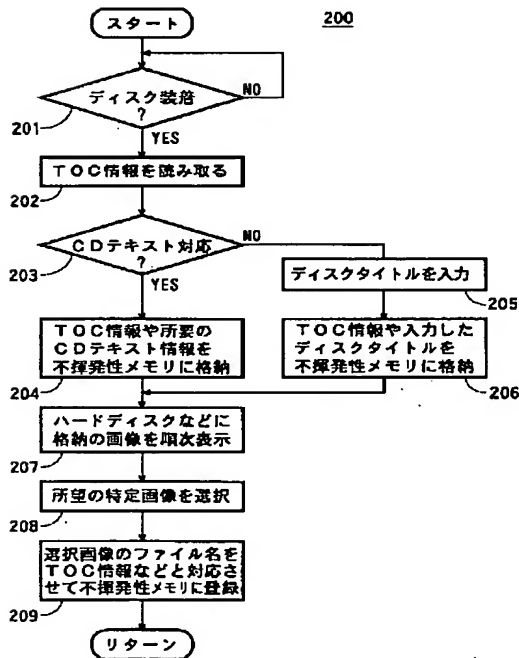 200
スタート
ディスク装着
?
NO
YES
201
TOC情報を読み取る
202
CDテキスト対応
?
NO
YES
203
ディスクタイトルを入力
205
TOC情報や所要の
CDテキスト情報を
不揮発性メモリに格納
204
TOC情報や入力した
ディスクタイトルを
不揮発性メモリに格納
206
ハードディスクなどに
格納の画像を順次表示
207
所望の特定画像を選択
208
選択画像のファイル名を
TOC情報などと対応さ
せて不揮発性メモリに登録
209
リターン